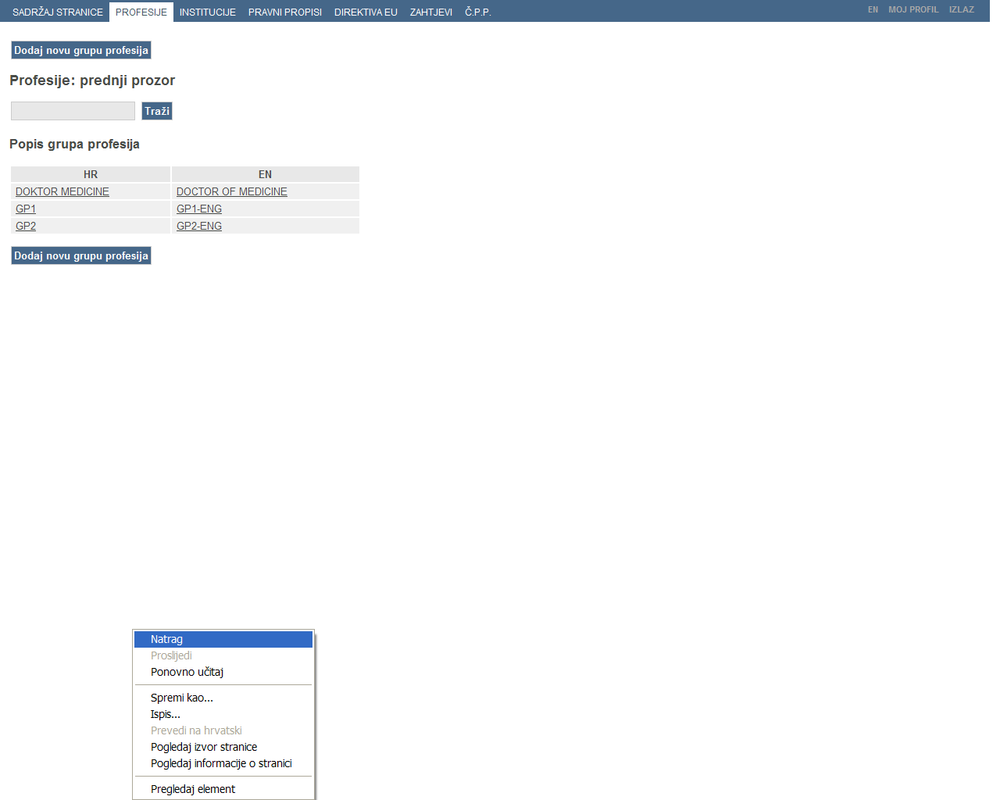 SADRŽAJ STRANICE PROFESIJE INSTITUCIJE PRAVNI PROPISI DIREKTIVA EU ZAHTJEVI Č.P.P. EN MOJ PROFIL IZLAZ
Dodaj novu grupu profesija
Profesije: prednji prozor
Traži
Popis grupa profesija
HR EN
DOKTOR MEDICINE DOCTOR OF MEDICINE
GP1 GP1-ENG
GP2 GP2-ENG
Dodaj novu grupu profesija
Natrag
Proslijedi
Ponovno učitaj
Spremi kao...
Ispis...
Prevedi na hrvatski
Pogledaj izvor stranice
Pogledaj informacije o stranici
Pregledaj element